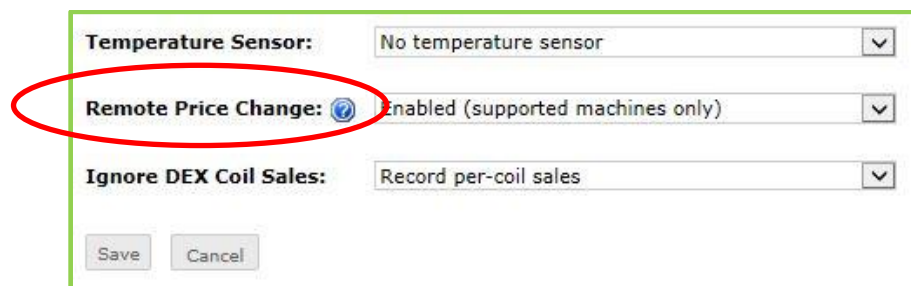 Temperature Sensor: No temperature sensor
Remote Price Change: Enabled (supported machines only)
Ignore DEX Coil Sales: Record per-coil sales
Save Cancel